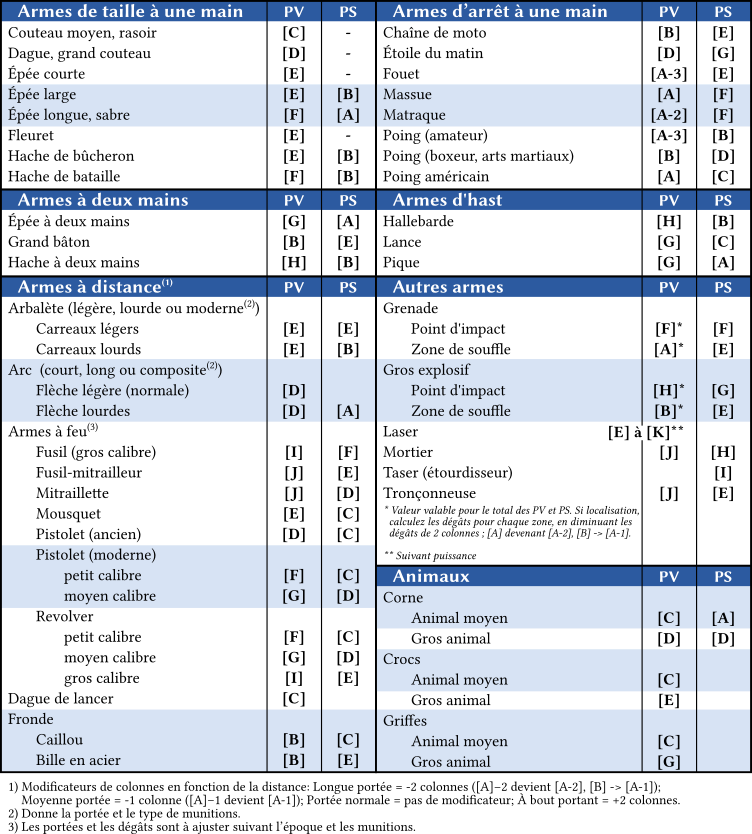 Armes de taille à une main PV PS
Couteau moyen, rasoir [C] -
Dague, grand couteau [D] -
Épée courte [E] -
Épée large [E] [B]
Épée longue, sabre [F] [A]
Fleuret [E] -
Hache de bûcheron [E] [B]
Hache de bataille [F] [B]
Armes d'arrêt à une main PV PS
Chaîne de moto [B] [E]
Étoile du matin [D] [G]
Fouet [A-3] [E]
Massue [A] [F]
Matraque [A-2] [F]
Poing (amateur) [A-3] [B]
Poing (boxeur, arts martiaux) [B] [D]
Poing américain [A] [C]
Armes à deux mains PV PS
Épée à deux mains [G] [A]
Grand bâton [B] [E]
Hache à deux mains [H] [B]
Armes d'hast PV PS
Hallebarde [H] [B]
Lance [G] [C]
Pique [G] [A]
Armes à distance(1) PV PS
Arbalète (légère, lourde ou moderne(2))
Carreaux légers [E] [E]
Carreaux lourds [E] [B]
Arc (court, long ou composite(2))
Flèche légère (normale) [D]
Flèche lourdes [D] [A]
Armes à feu(3)
Fusil (gros calibre) [I] [F]
Fusil-mitrailleur [J] [E]
Mitraillette [J] [D]
Mousquet [E] [C]
Pistolet (ancien) [D] [C]
Pistolet (moderne)
petit calibre [F] [C]
moyen calibre [G] [D]
Revolver
petit calibre [F] [C]
moyen calibre [G] [D]
gros calibre [I] [E]
Dague de lancer [C]
Fronde
Caillou [B] [C]
Bille en acier [B] [E]
Autres armes PV PS
Grenade
Point d'impact [F]* [F]
Zone de souffle [A]* [E]
Gros explosif
Point d'impact [H]* [G]
Zone de souffle [B]* [E]
Laser [E] à [K]**
Mortier [J] [H]
Taser (étourdisseur) [I]
Tronçonneuse [J] [E]
* Valeur valable pour le total des PV et PS. Si localisation,
calculez les dégâts pour chaque zone, en diminuant les
dégâts de 2 colonnes ; [A] devenant [A-2], [B] -> [A-1].
** Suivant puissance
Animaux PV PS
Corne
Animal moyen [C] [A]
Gros animal [D] [D]
Crocs
Animal moyen [C]
Gros animal [E]
Griffes
Animal moyen [C]
Gros animal [G]
1) Modificateurs de colonnes en fonction de la distance: Longue portée = -2 colonnes ([A]−2 devient [A-2], [B] -> [A-1]);
Moyenne portée = -1 colonne ([A]−1 devient [A-1]); Portée normale = pas de modificateur; À bout portant = +2 colonnes.
2) Donne la portée et le type de munitions.
3) Les portées et les dégâts sont à ajuster suivant l'époque et les munitions.